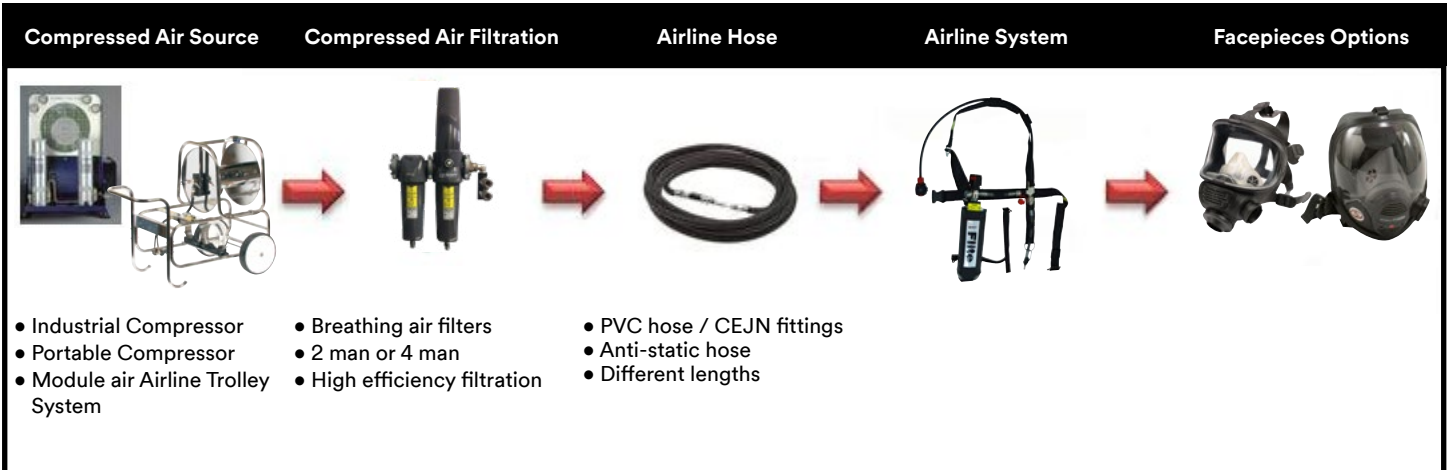 Compressed Air Source
Compressed Air Filtration
Airline Hose
Airline System
Facepieces Options
Flite
● Industrial Compressor
● Portable Compressor
● Module air Airline Trolley
System
● Breathing air filters
● 2 man or 4 man
● High efficiency filtration
● PVC hose / CEJN fittings
● Anti-static hose
● Different lengths